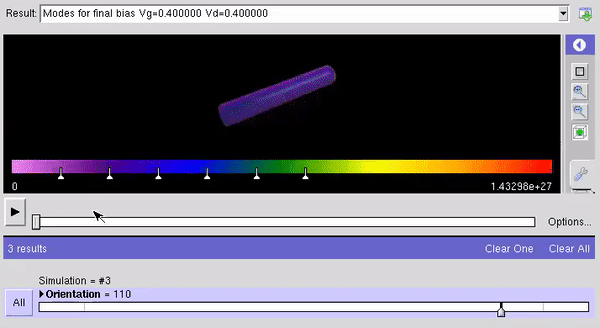 Result: Modes for final bias Vg=0.400000 Vd=0.400000
0 1.43298e+27
Options...
3 results Clear One Clear All
Simulation = #3
All Orientation = 110